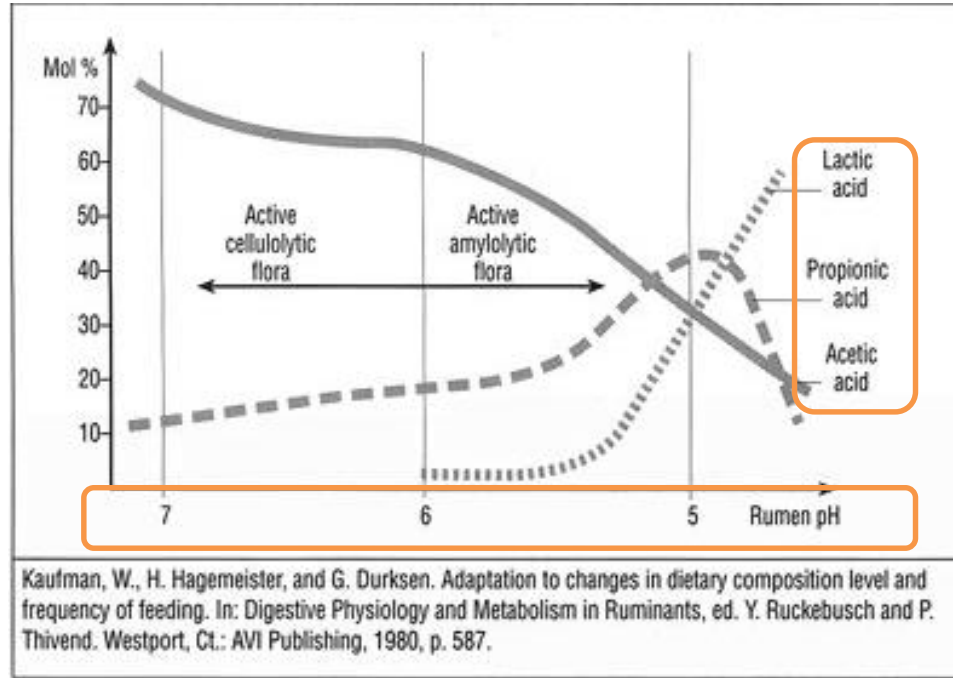 Mol %
70
60
50
40
30
20
10
Active
cellulolytic
flora
Active
amylolytic
flora
Lactic
acid
Propionic
acid
Acetic
acid
7
6
5
Rumen pH
Kaufman, W., H. Hagemeister, and G. Durksen. Adaptation to changes in dietary composition level and
frequency of feeding. In: Digestive Physiology and Metabolism in Ruminants, ed. Y. Ruckebusch and P.
Thivend. Westport, Ct.: AVI Publishing, 1980, p. 587.